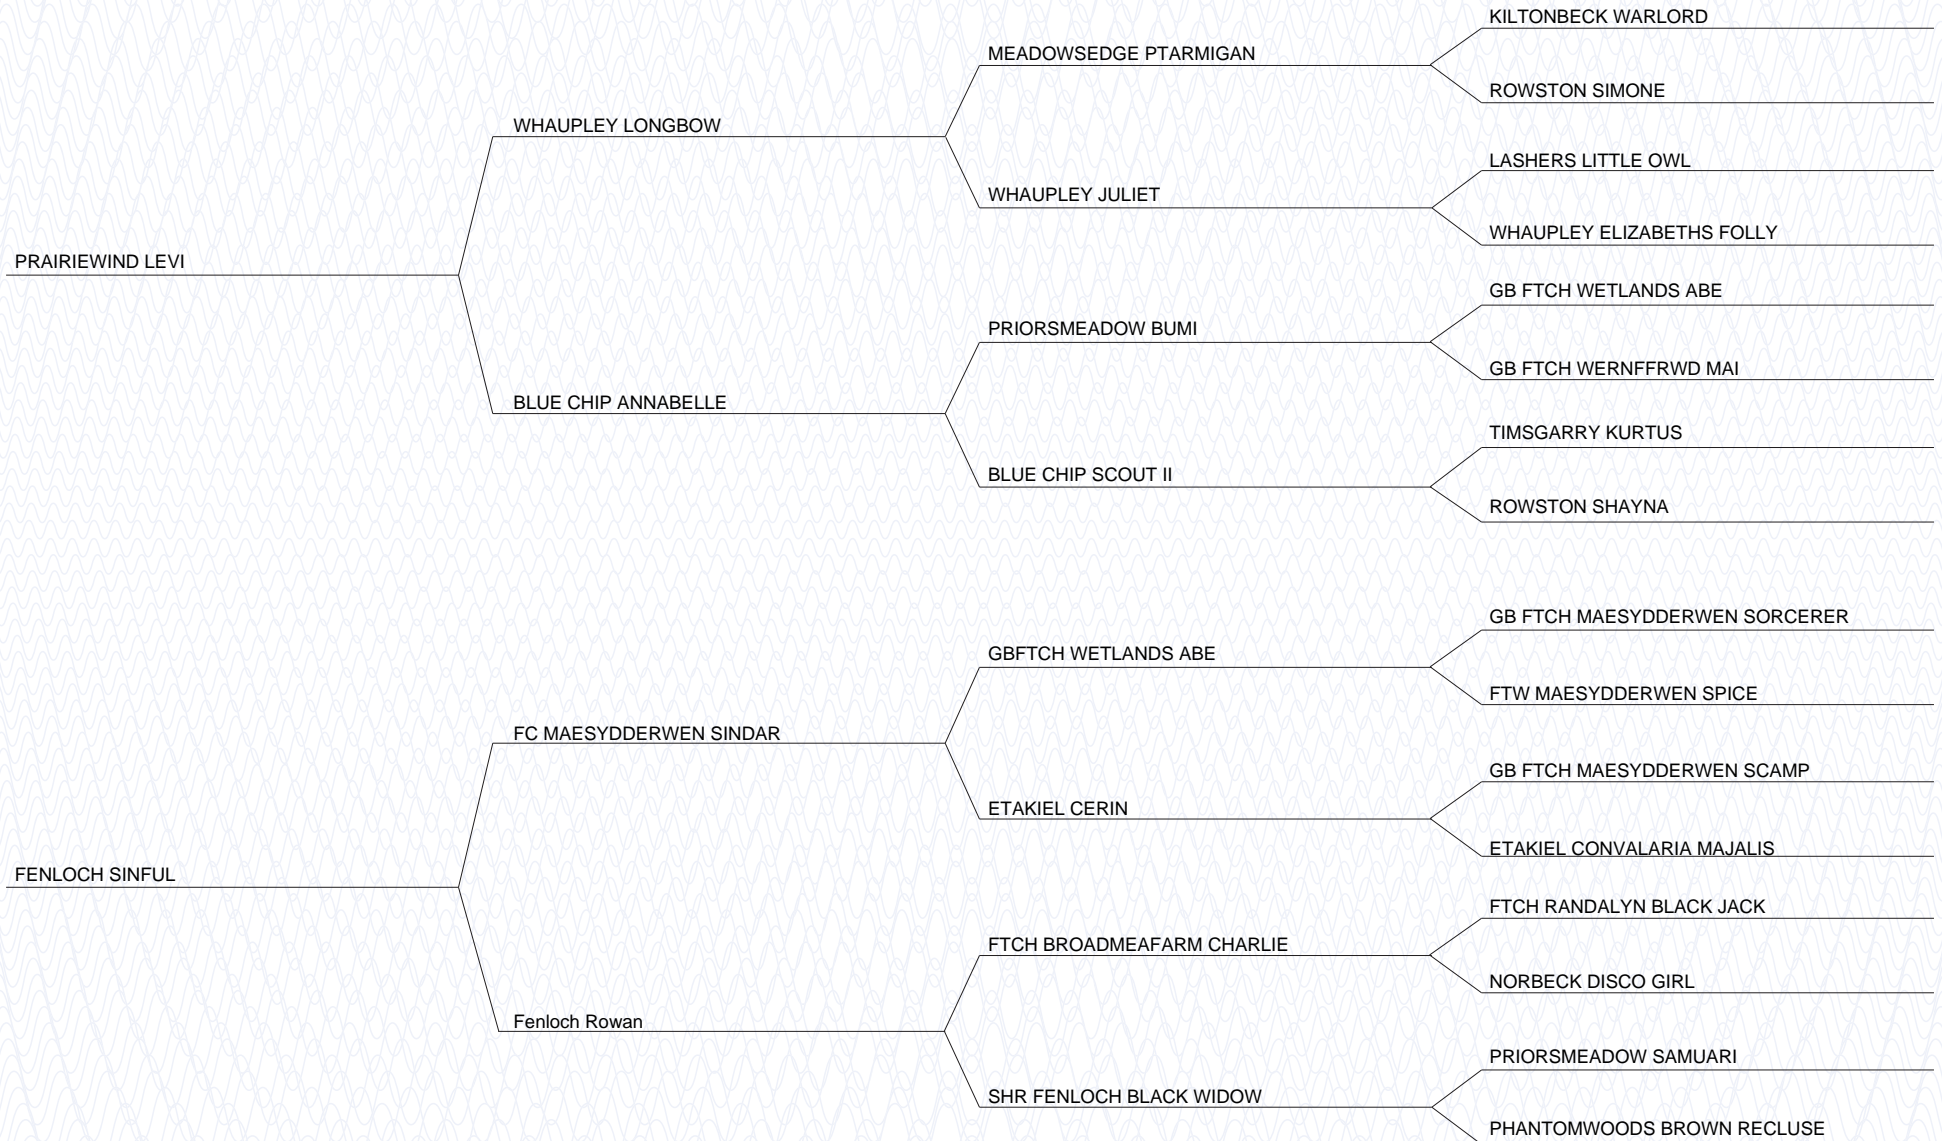 KILTONBECK WARLORD
MEADOWSEDGE PTARMIGAN
ROWSTON SIMONE
WHAUPLEY LONGBOW
LASHERS LITTLE OWL
WHAUPLEY JULIET
WHAUPLEY ELIZABETHS FOLLY
PRAIRIEWIND LEVI
GB FTCH WETLANDS ABE
PRIORSMEADOW BUMI
GB FTCH WERNFFRWD MAI
BLUE CHIP ANNABELLE
TIMSGARRY KURTUS
BLUE CHIP SCOUT II
ROWSTON SHAYNA
GB FTCH MAESYDDERWEN SORCERER
GBFTCH WETLANDS ABE
FTW MAESYDDERWEN SPICE
FC MAESYDDERWEN SINDAR
GB FTCH MAESYDDERWEN SCAMP
ETAKIEL CERIN
ETAKIEL CONVALARIA MAJALIS
FENLOCH SINFUL
FTCH RANDALYN BLACK JACK
FTCH BROADMEAFARM CHARLIE
NORBECK DISCO GIRL
Fenloch Rowan
PRIORSMEADOW SAMUARI
SHR FENLOCH BLACK WIDOW
PHANTOMWOODS BROWN RECLUSE